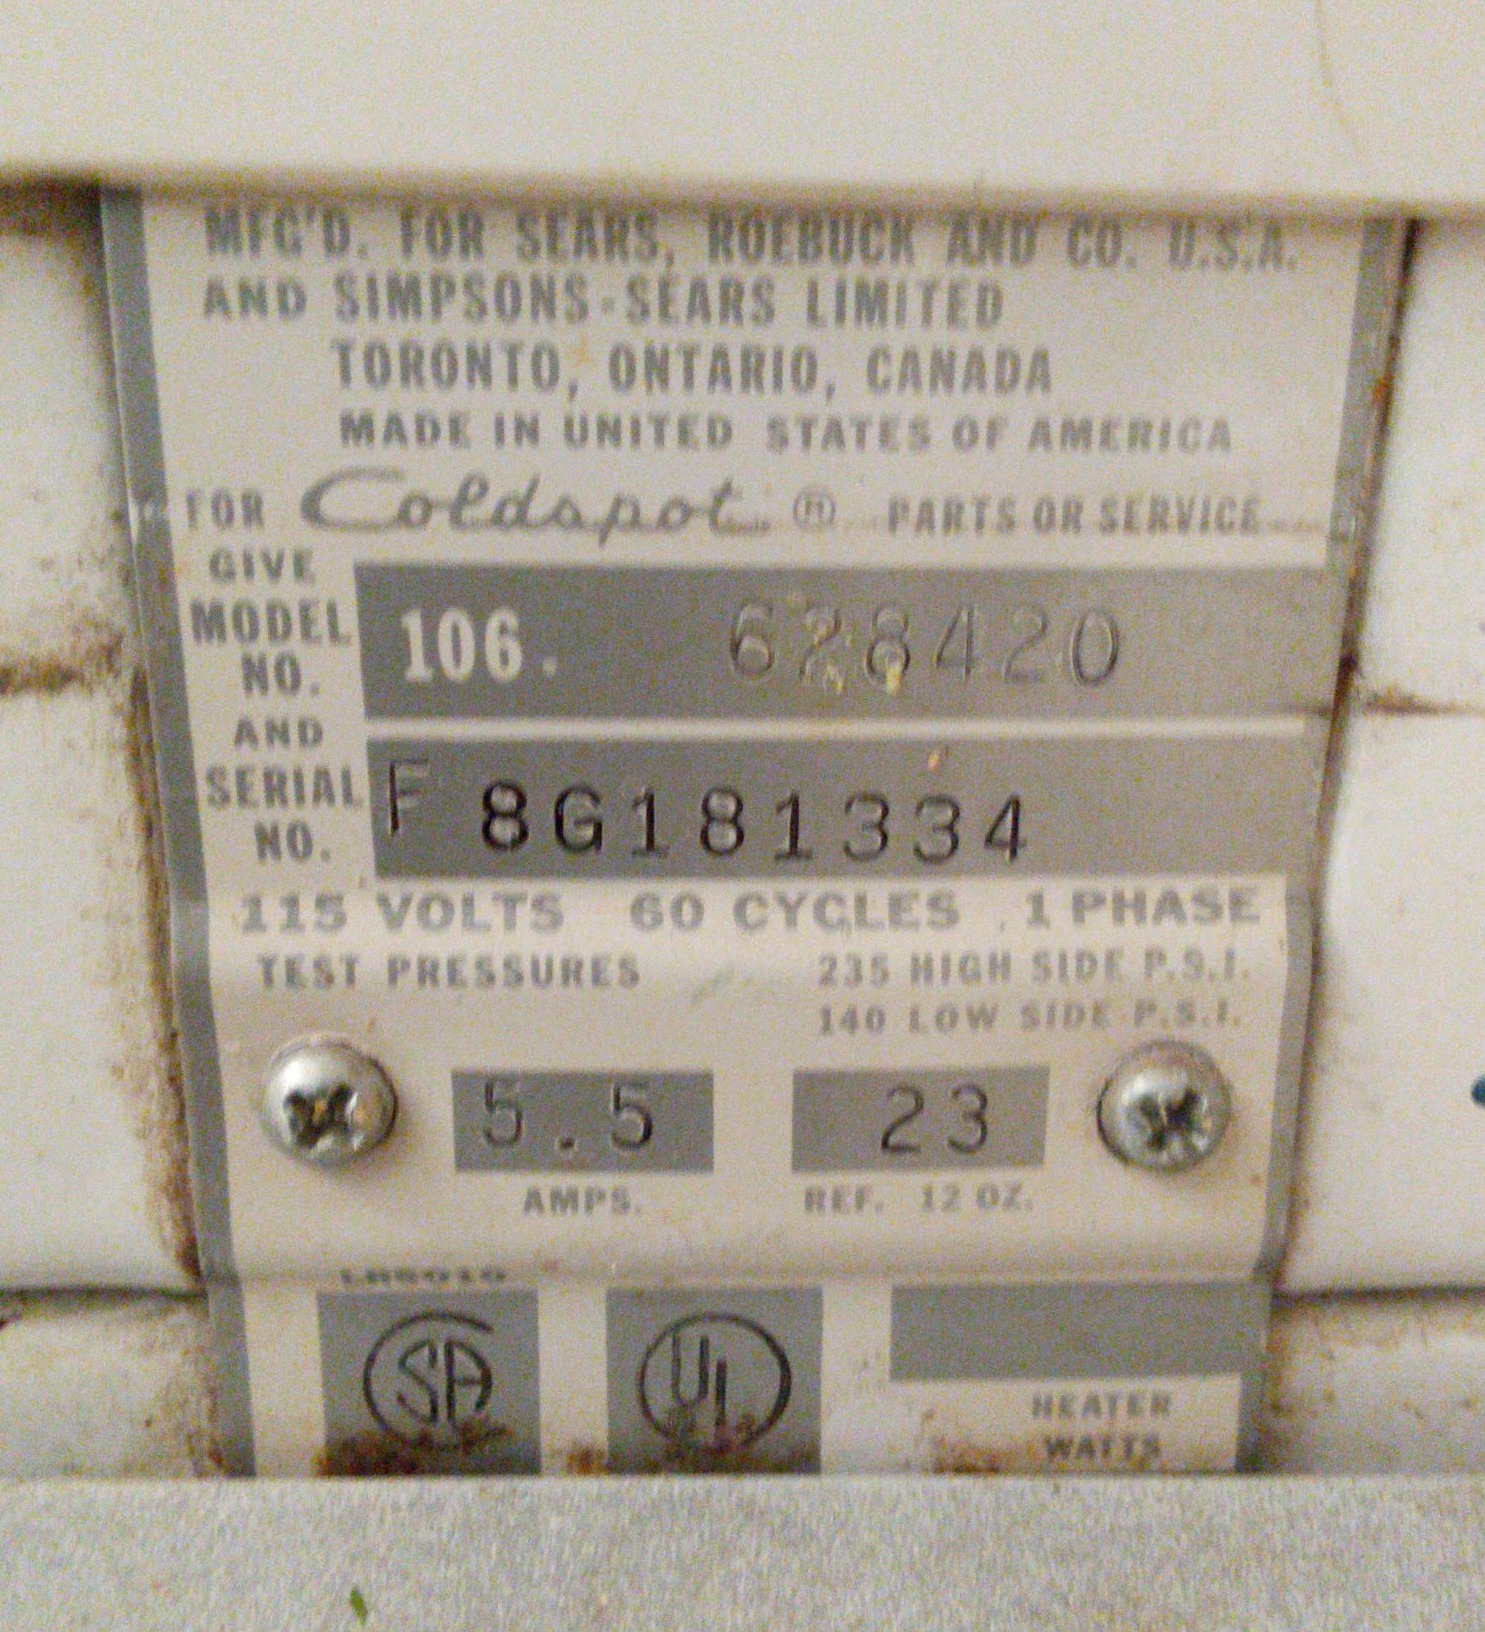 MFG'D. FOR SEARS, ROEBUCK AND CO. U.S.A.
AND SIMPSONS-SEARS LIMITED
TORONTO, ONTARIO, CANADA
MADE IN UNITED STATES OF AMERICA
FOR Coldspot ® PARTS OR SERVICE
GIVE
MODEL NO. 106. 628420
AND
SERIAL NO. F 8G181334
115 VOLTS 60 CYCLES 1 PHASE
TEST PRESSURES 235 HIGH SIDE P.S.I.
140 LOW SIDE P.S.I.
5.5 23
AMPS. REF. 12 OZ.
SA UL
HEATER
WATTS